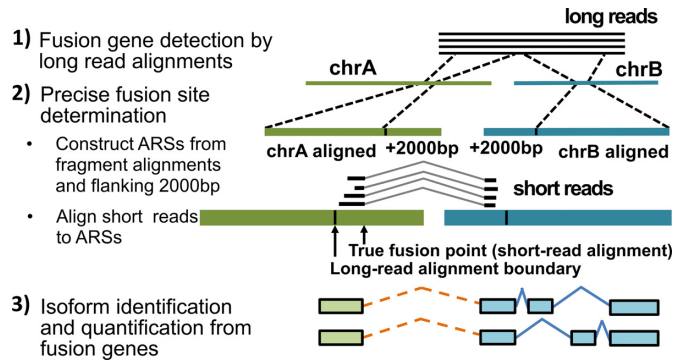 1) Fusion gene detection by
long read alignments
long reads
chrA
chrB
2) Precise fusion site
determination
chrA aligned
+2000bp
+2000bp
chrB aligned
• Construct ARSs from
fragment alignments
and flanking 2000bp
short reads
• Align short reads
to ARSs
True fusion point (short-read alignment)
Long-read alignment boundary
3) Isoform identification
and quantification from
fusion genes